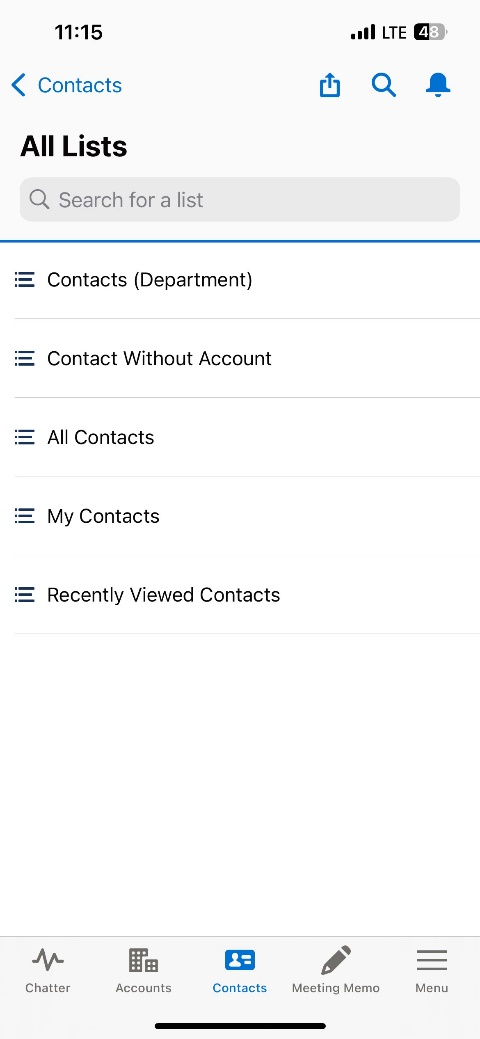 11:15
LTE
48
Contacts
All Lists
Search for a list
Contacts (Department)
Contact Without Account
All Contacts
My Contacts
Recently Viewed Contacts
Chatter
Accounts
Contacts
Meeting Memo
Menu